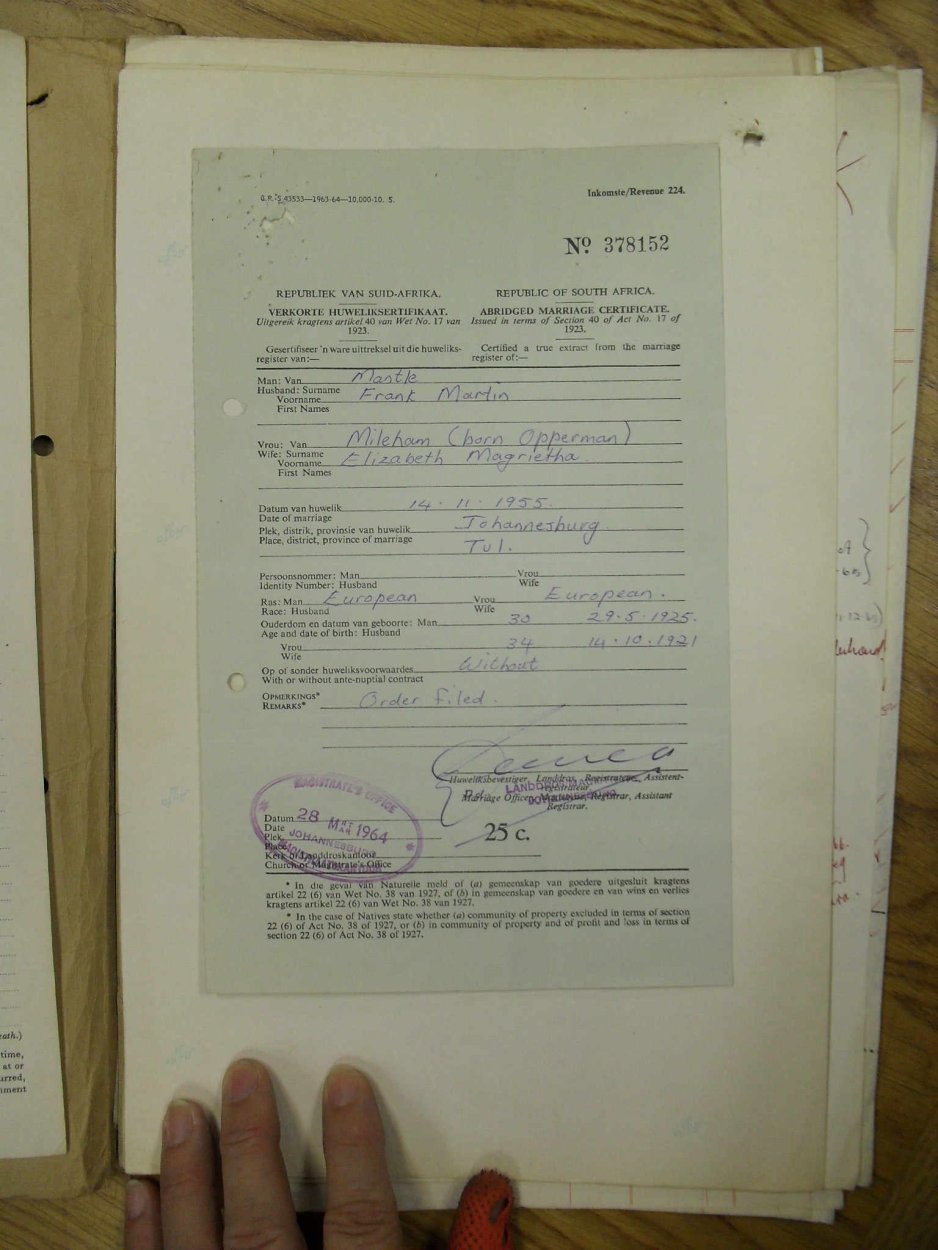 G.P.-S.43533—1963-64—10,000-10. S.
Inkomste/Revenue 224.
No. 378152
REPUBLIEK VAN SUID-AFRIKA.
REPUBLIC OF SOUTH AFRICA.
VERKORTE HUWELIKSERTIFIKAAT.
ABRIDGED MARRIAGE CERTIFICATE.
Uitgereik kragtens artikel 40 van Wet No. 17 van
1923.
Issued in terms of Section 40 of Act No. 17 of
1923.
Gesertifiseer 'n ware uittreksel uit die huweliks-
register van:—
Certified a true extract from the marriage
register of:—
Man: Van Mantle
Husband: Surname
Voorname Frank Martin
First Names
Vrou: Van Mileham (born Opperman)
Wife: Surname
Voorname Elizabeth Magrietha.
First Names
Datum van huwelik 14 · 11 · 1955.
Date of marriage
Plek, distrik, provinsie van huwelik Johannesburg.
Place, district, province of marriage Tvl.
Persoonsnommer: Man Vrou
Identity Number: Husband Wife
Ras: Man European Vrou European.
Race: Husband Wife
Ouderdom en datum van geboorte: Man 30 29·5·1925.
Age and date of birth: Husband
Vrou 34 14·10·1921
Wife
Op of sonder huweliksvoorwaardes Without
With or without ante-nuptial contract
OPMERKINGS* Order filed.
REMARKS*
Huweliksbevestiger, Landdros, Registrateur, Assistent-
Registrateur.
Marriage Officer, Magistrate, Registrar, Assistant
Registrar.
MAGISTRATE'S OFFICE
28 MRT MAR 1964
JOHANNESBURG
Datum
Date
Plek
Place
Kerk of Landdroskantoor
Church or Magistrate's Office
25 c.
* In die geval van Naturelle meld of (a) gemeenskap van goedere uitgesluit kragtens
artikel 22 (6) van Wet No. 38 van 1927, of (b) in gemeenskap van goedere en van wins en verlies
kragtens artikel 22 (6) van Wet No. 38 van 1927.
* In the case of Natives state whether (a) community of property excluded in terms of section
22 (6) of Act No. 38 of 1927, or (b) in community of property and of profit and loss in terms of
section 22 (6) of Act No. 38 of 1927.
time,
at or